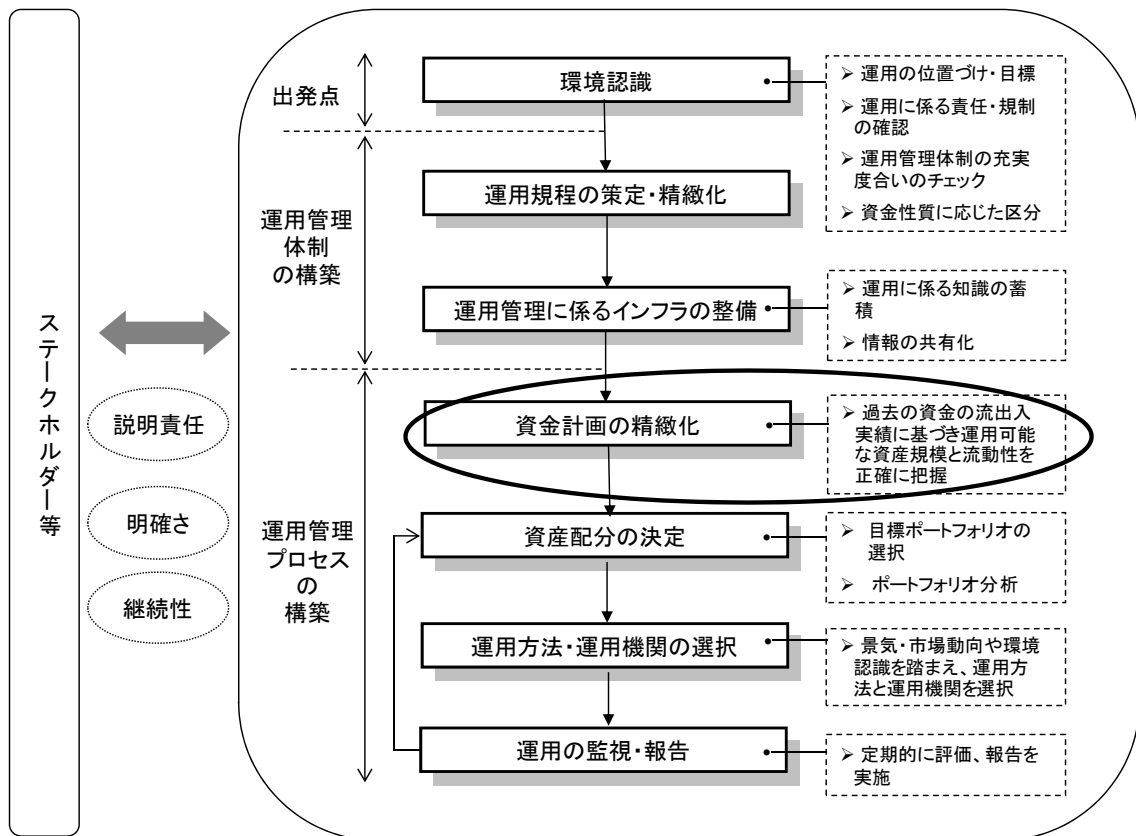 ステークホルダー等
説明責任
明確さ
継続性
出発点
運用管理
体制
の構築
運用管理
プロセス
の
構築
環境認識
➢ 運用の位置づけ・目標
➢ 運用に係る責任・規制
の確認
➢ 運用管理体制の充実
度合いのチェック
➢ 資金性質に応じた区分
運用規程の策定・精緻化
運用管理に係るインフラの整備
➢ 運用に係る知識の蓄
積
➢ 情報の共有化
資金計画の精緻化
➢ 過去の資金の流出入
実績に基づき運用可能
な資産規模と流動性を
正確に把握
資産配分の決定
➢ 目標ポートフォリオの
選択
➢ ポートフォリオ分析
運用方法・運用機関の選択
➢ 景気・市場動向や環境
認識を踏まえ、運用方
法と運用機関を選択
運用の監視・報告
➢ 定期的に評価、報告を
実施